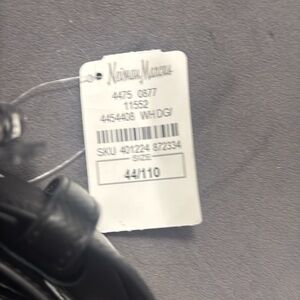 Neiman Marcus
4475 0877
11552
4454408 WHDG/
SKU 401224 872334
SIZE
44/110